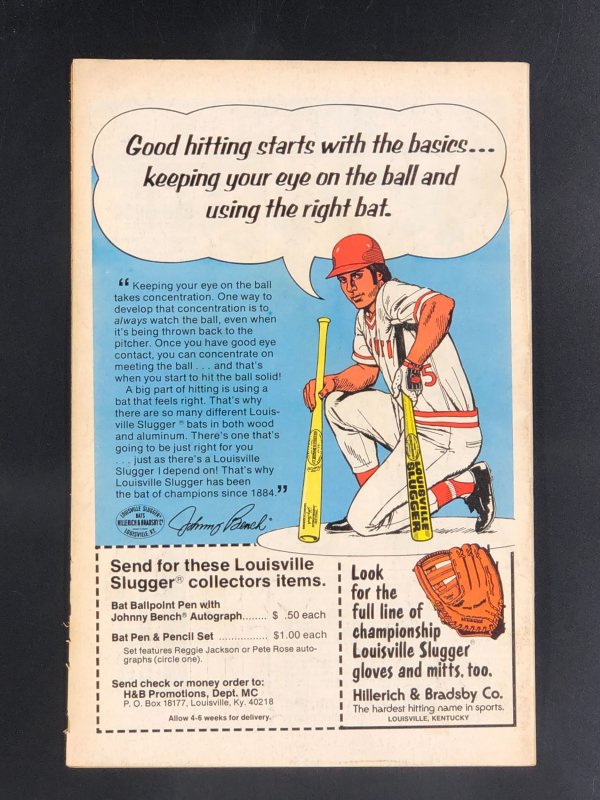 Good hitting starts with the basics...
keeping your eye on the ball and
using the right bat.
“ Keeping your eye on the ball
takes concentration. One way to
develop that concentration is to
always watch the ball, even when
it's being thrown back to the
pitcher. Once you have good eye
contact, you can concentrate on
meeting the ball . . . and that's
when you start to hit the ball solid!
A big part of hitting is using a
bat that feels right. That's why
there are so many different Louis-
ville Slugger ® bats in both wood
and aluminum. There's one that's
going to be just right for you
. . . just as there's a Louisville
Slugger I depend on! That's why
Louisville Slugger has been
the bat of champions since 1884.”
LOUISVILLE SLUGGER
BATS
HILLERICH & BRADSBY Co
LOUISVILLE, KY.
Johnny Bench
5
LOUISVILLE
SLUGGER
Send for these Louisville
Slugger® collectors items.
Bat Ballpoint Pen with
Johnny Bench® Autograph........ $ .50 each
Bat Pen & Pencil Set ................ $1.00 each
Set features Reggie Jackson or Pete Rose auto-
graphs (circle one).
Send check or money order to:
H&B Promotions, Dept. MC
P. O. Box 18177, Louisville, Ky. 40218
Allow 4-6 weeks for delivery.
Look
for the
full line of
championship
Louisville Slugger®
gloves and mitts, too.
Hillerich & Bradsby Co.
The hardest hitting name in sports.
LOUISVILLE, KENTUCKY